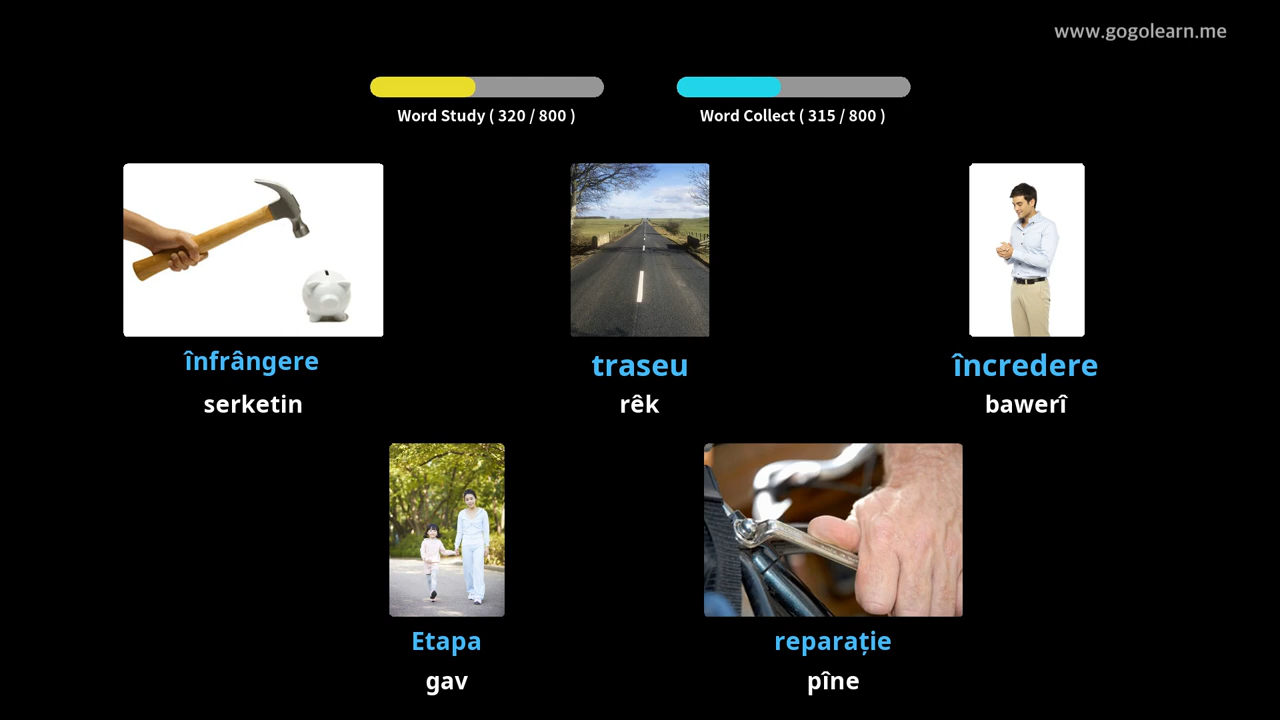 www.gogolearn.me
Word Study ( 320 / 800 )
Word Collect ( 315 / 800 )
înfrângere
serketin
traseu
rêk
încredere
bawerî
Etapa
gav
reparație
pîne